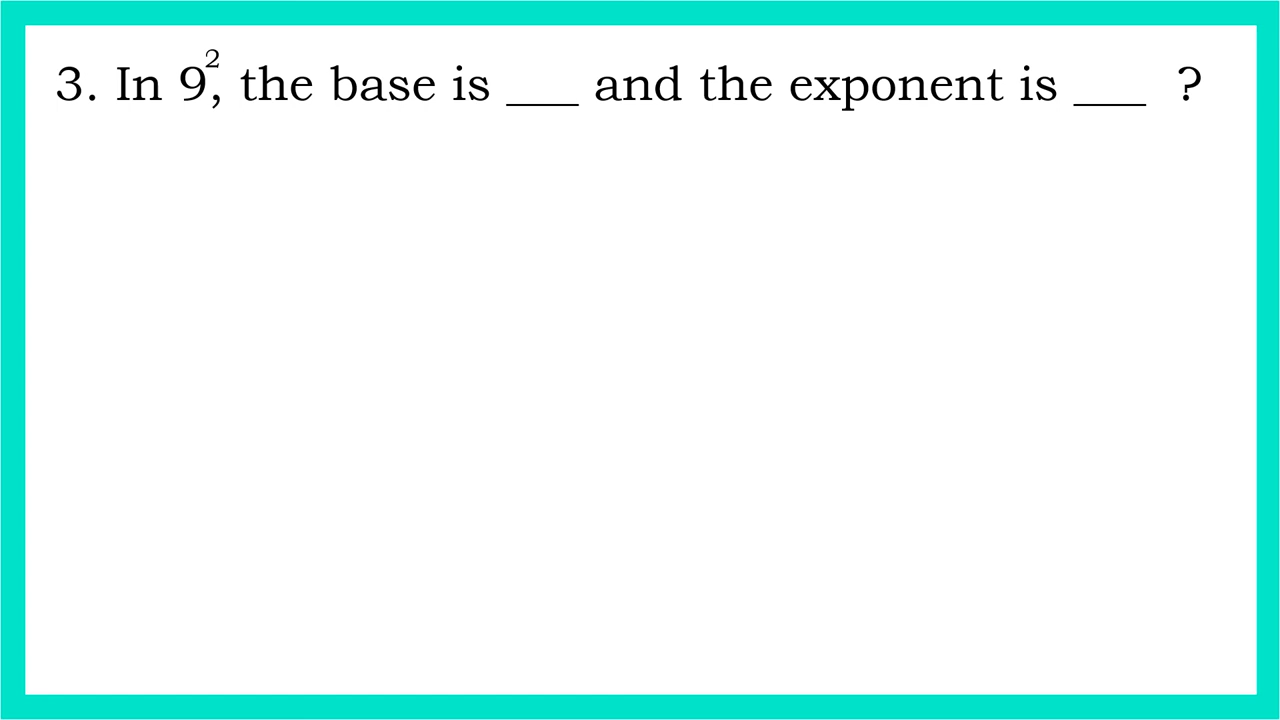 3. In 9², the base is ___ and the exponent is ___ ?